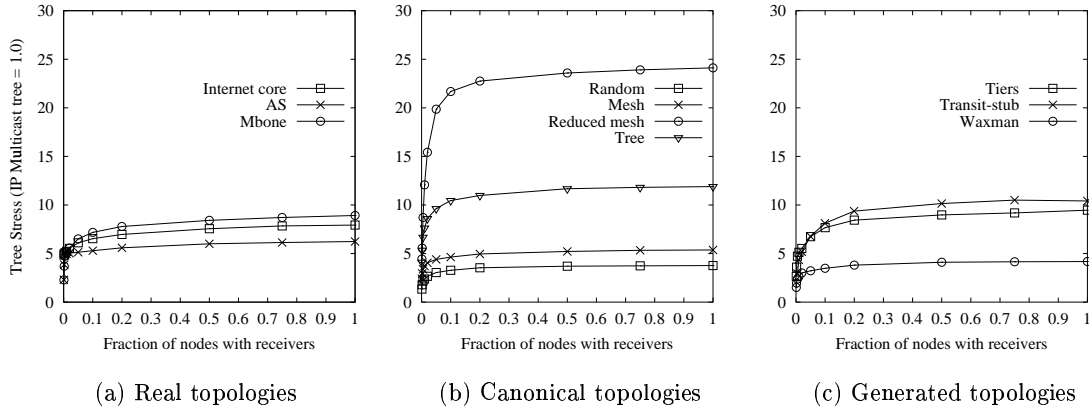 Tree Stress (IP Multicast tree = 1.0)
30
25
20
15
10
5
0
Internet core
AS
Mbone
0 0.1 0.2 0.3 0.4 0.5 0.6 0.7 0.8 0.9 1
Fraction of nodes with receivers
(a) Real topologies
30
25
20
15
10
5
0
Random
Mesh
Reduced mesh
Tree
0 0.1 0.2 0.3 0.4 0.5 0.6 0.7 0.8 0.9 1
Fraction of nodes with receivers
(b) Canonical topologies
30
25
20
15
10
5
0
Tiers
Transit-stub
Waxman
0 0.1 0.2 0.3 0.4 0.5 0.6 0.7 0.8 0.9 1
Fraction of nodes with receivers
(c) Generated topologies